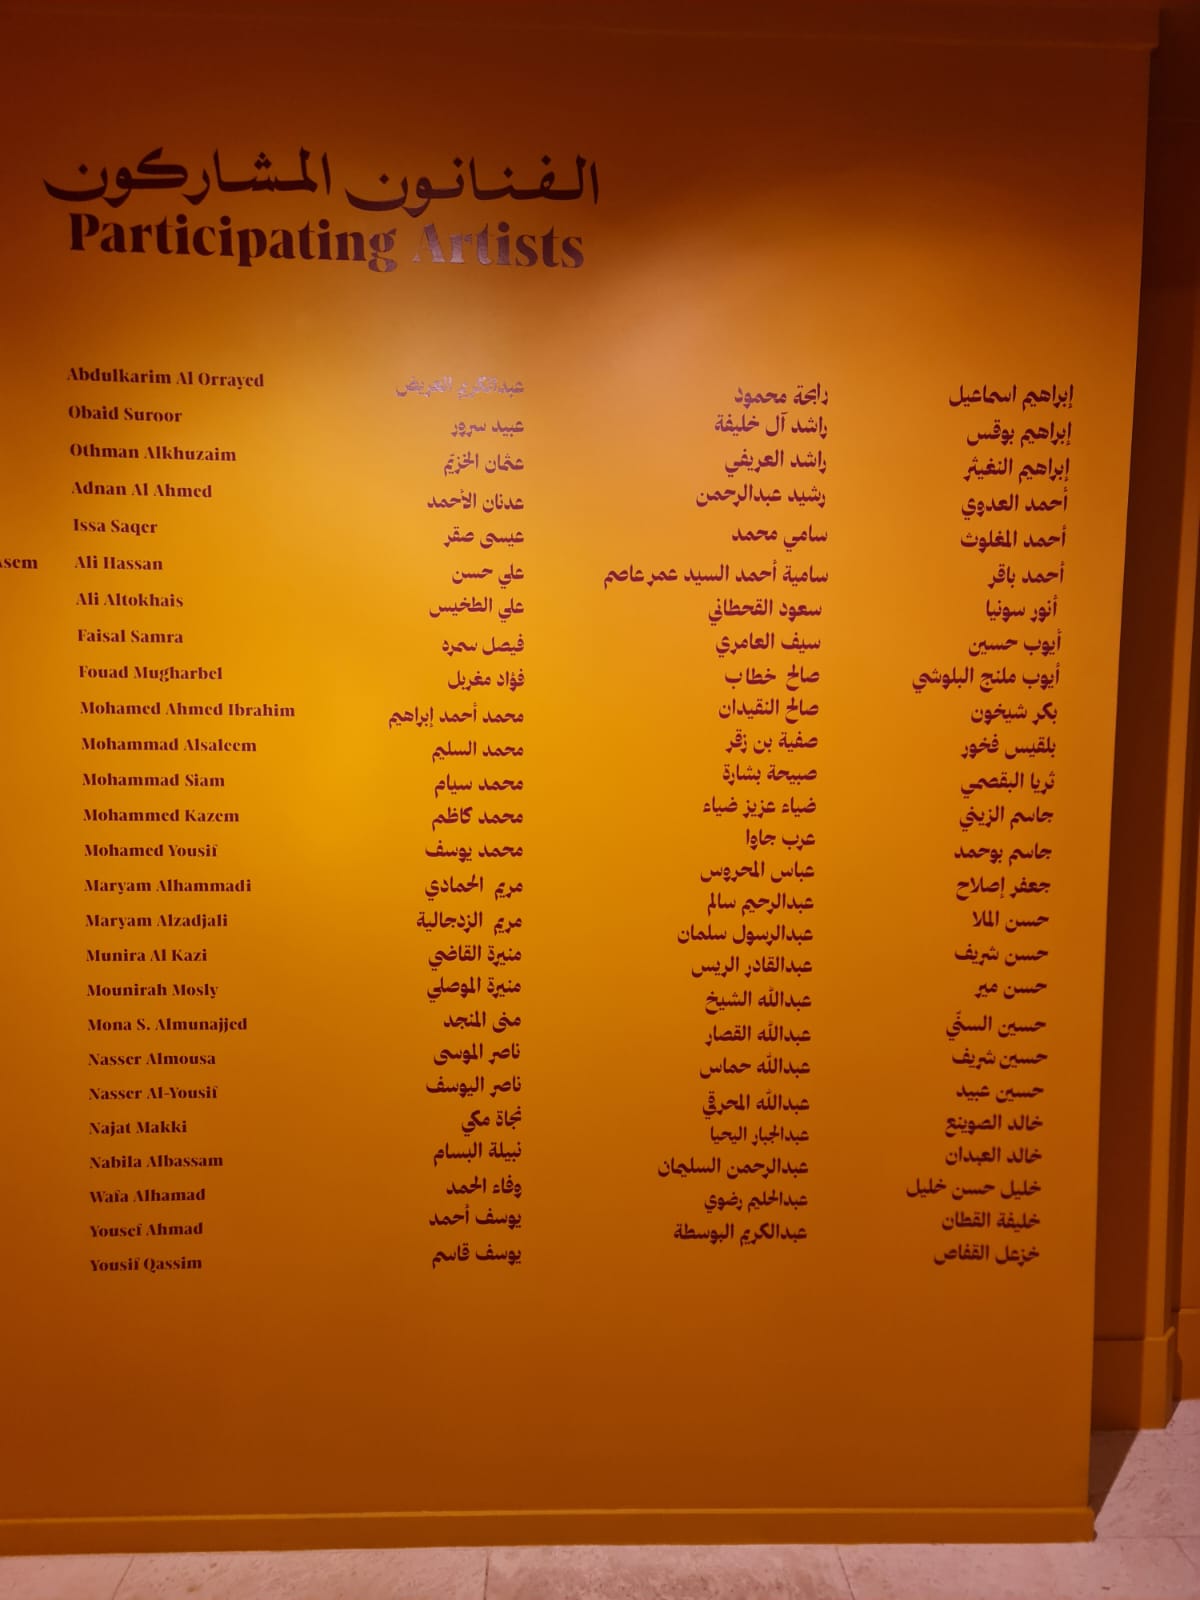 الفنانون المشاركون
Participating Artists
إبراهيم اسماعيل
إبراهيم بوقس
إبراهيم النغيثر
أحمد العدوي
أحمد المغلوث
أحمد باقر
أنور سونيا
أيوب حسين
أيوب ملنج البلوشي
بكر شيخون
بلقيس فخور
ثريا البقصمي
جاسم الزيني
جاسم بوحمد
جعفر إصلاح
حسن الملا
حسن شريف
حسن مير
حسين السنّي
حسين شريف
حسين عبيد
خالد الصوينع
خالد العبدان
خليل حسن خليل
خليفة القطان
خزعل القفاص
رابحة محمود
راشد آل خليفة
راشد العريفي
رشيد عبدالرحمن
سامي محمد
سامية أحمد السيد عمر عاصم
سعود القحطاني
سيف العامري
صالح خطاب
صالح النقيدان
صفية بن زقر
صبيحة بشارة
ضياء عزيز ضياء
عرب جاوا
عباس المحروس
عبدالرحيم سالم
عبدالرسول سلمان
عبدالقادر الريس
عبدالله الشيخ
عبدالله القصار
عبدالله حماس
عبدالله المحرقي
عبدالجبار اليحيا
عبدالرحمن السليمان
عبدالحليم رضوي
عبدالكريم البوسطة
عبدالكريم العريض
عبيد سرور
عثمان الخزيّم
عدنان الأحمد
عيسى صقر
علي حسن
علي الطخيس
فيصل سمره
فؤاد مغربل
محمد أحمد إبراهيم
محمد السليم
محمد سيام
محمد كاظم
محمد يوسف
مريم الحمادي
مريم الزدجالية
منيرة القاضي
منيرة الموصلي
منى المنجد
ناصر الموسى
ناصر اليوسف
نجاة مكي
نبيلة البسام
وفاء الحمد
يوسف أحمد
يوسف قاسم
Abdulkarim Al Orrayed
Obaid Suroor
Othman Alkhuzaim
Adnan Al Ahmed
Issa Saqer
Ali Hassan
Ali Altokhais
Faisal Samra
Fouad Mugharbel
Mohamed Ahmed Ibrahim
Mohammad Alsaleem
Mohammad Siam
Mohammed Kazem
Mohamed Yousif
Maryam Alhammadi
Maryam Alzadjali
Munira Al Kazi
Mounirah Mosly
Mona S. Almunajjed
Nasser Almousa
Nasser Al-Yousif
Najat Makki
Nabila Albassam
Wafa Alhamad
Yousef Ahmad
Yousif Qassim